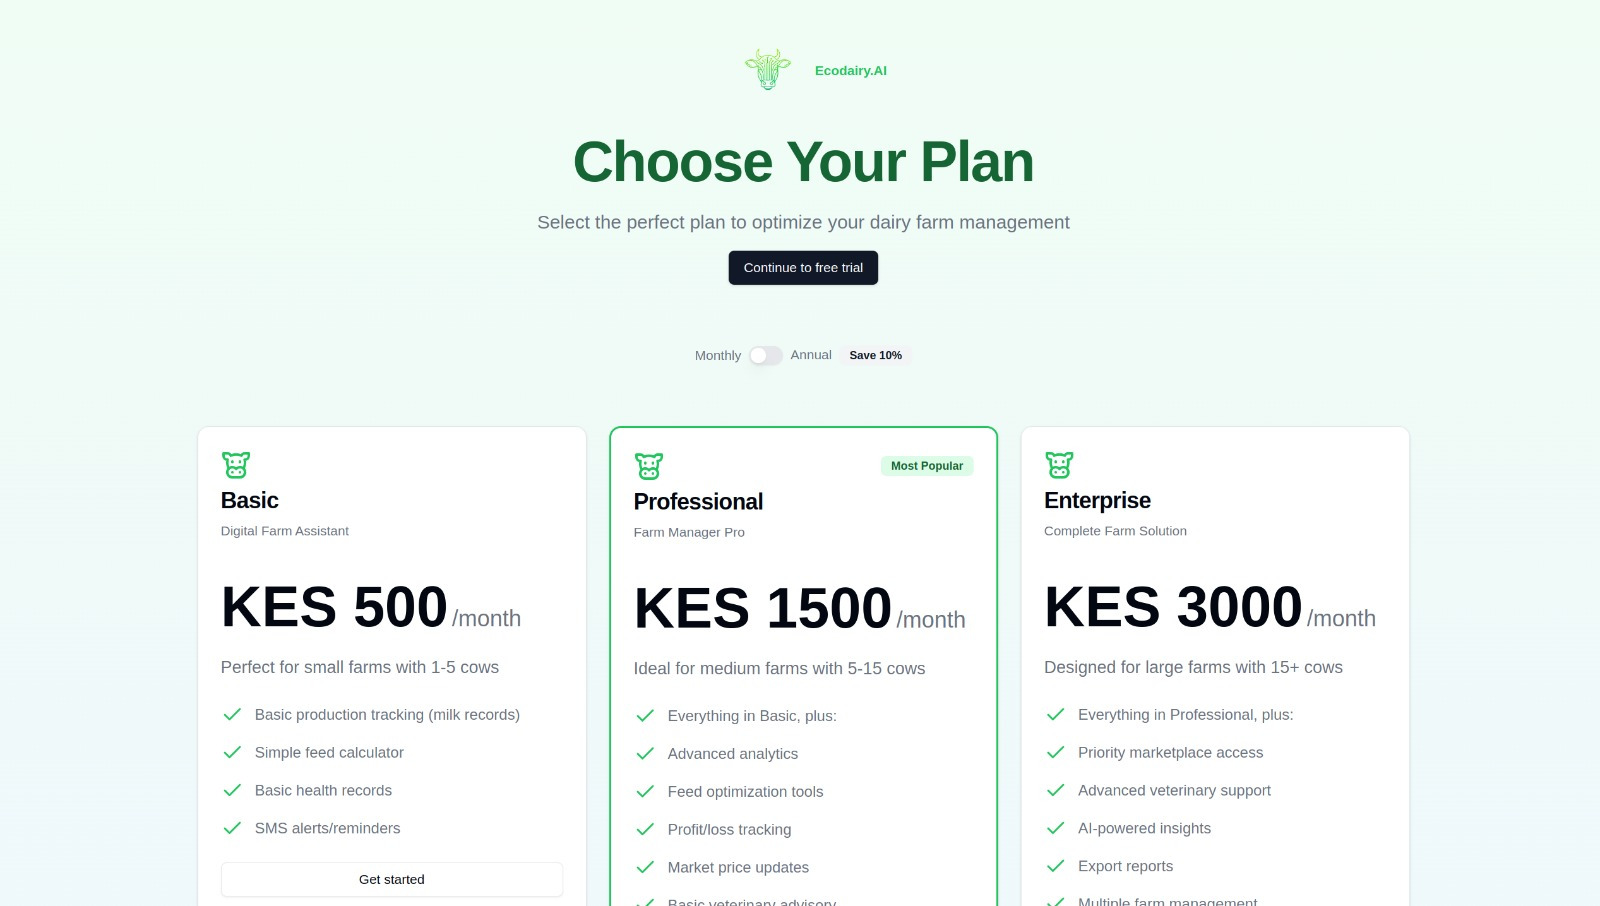 Ecodairy.AI
Choose Your Plan
Select the perfect plan to optimize your dairy farm management
Continue to free trial
Monthly Annual Save 10%
Basic
Digital Farm Assistant
KES 500 /month
Perfect for small farms with 1-5 cows
Basic production tracking (milk records)
Simple feed calculator
Basic health records
SMS alerts/reminders
Get started
Most Popular
Professional
Farm Manager Pro
KES 1500 /month
Ideal for medium farms with 5-15 cows
Everything in Basic, plus:
Advanced analytics
Feed optimization tools
Profit/loss tracking
Market price updates
Basic veterinary advisory
Enterprise
Complete Farm Solution
KES 3000 /month
Designed for large farms with 15+ cows
Everything in Professional, plus:
Priority marketplace access
Advanced veterinary support
AI-powered insights
Export reports
Multiple farm management